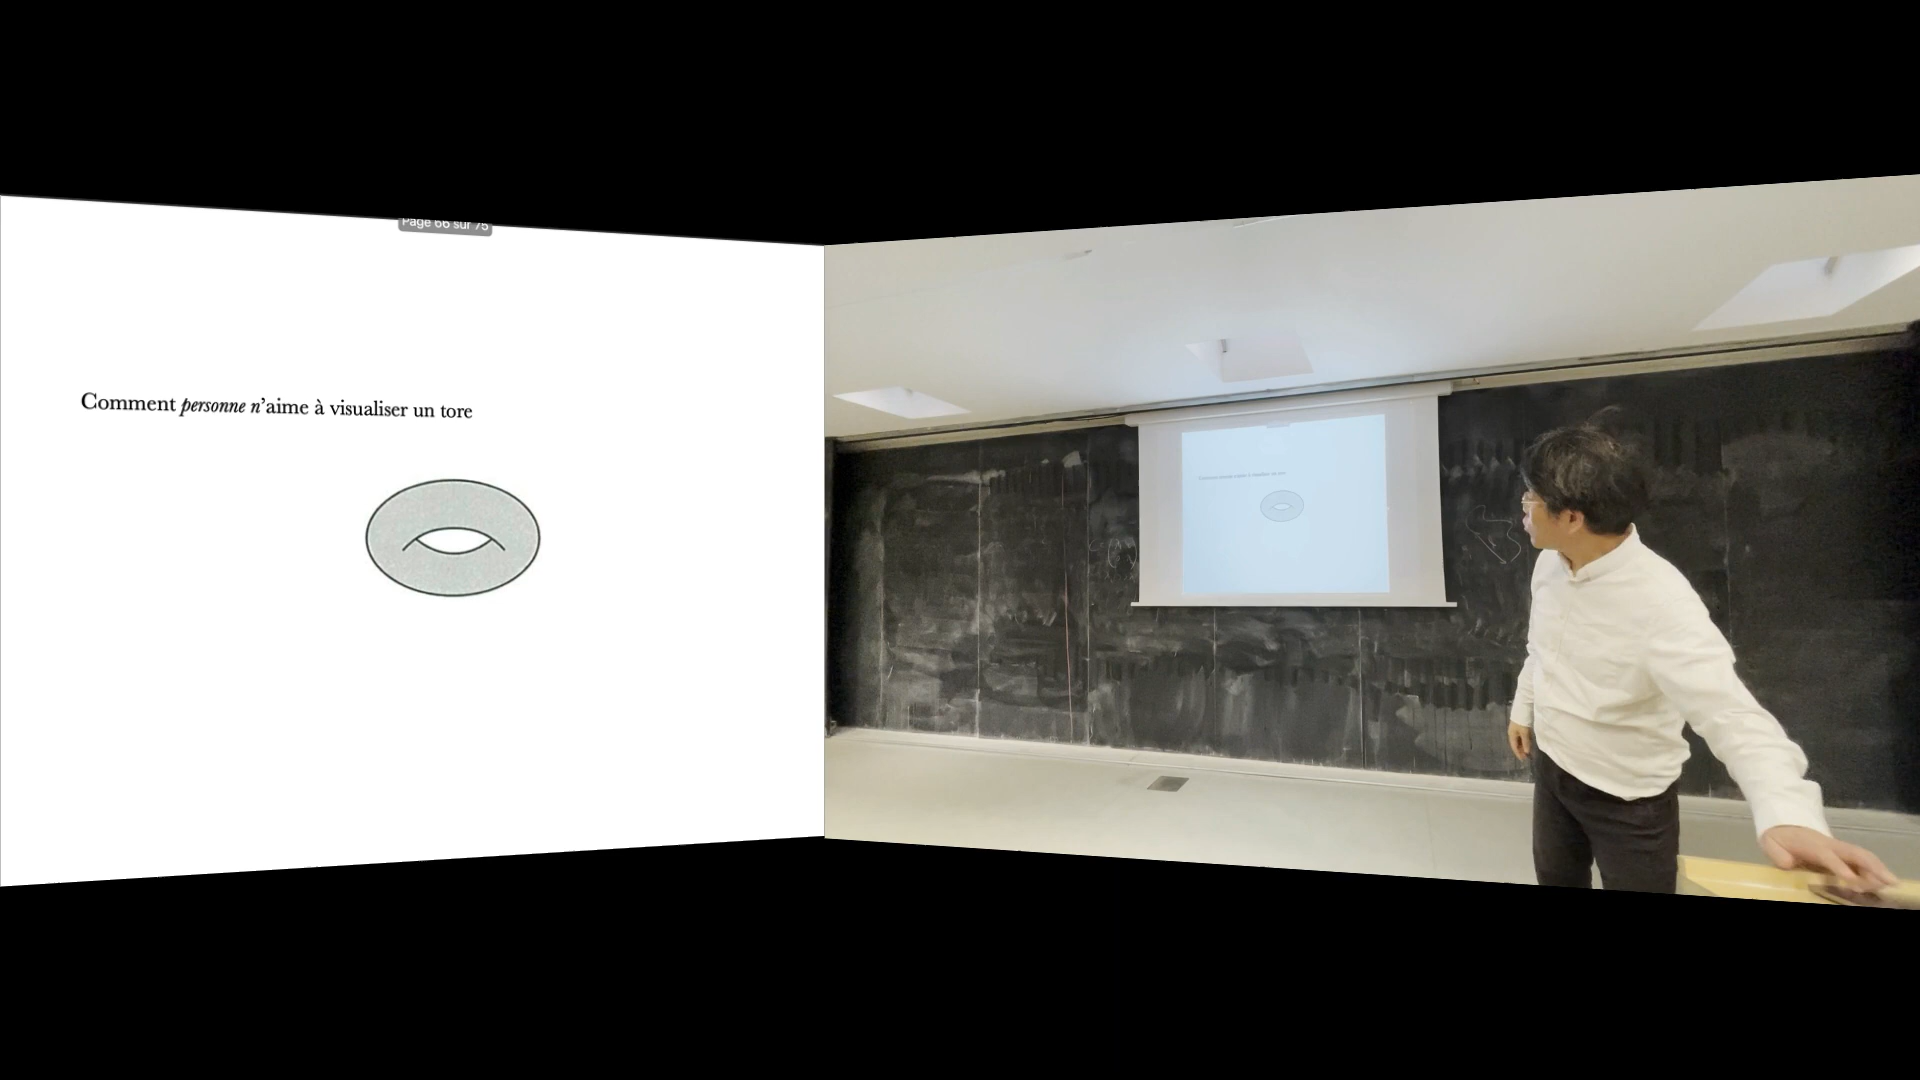 Page 66 sur 75
Comment personne n'aime à visualiser un tore